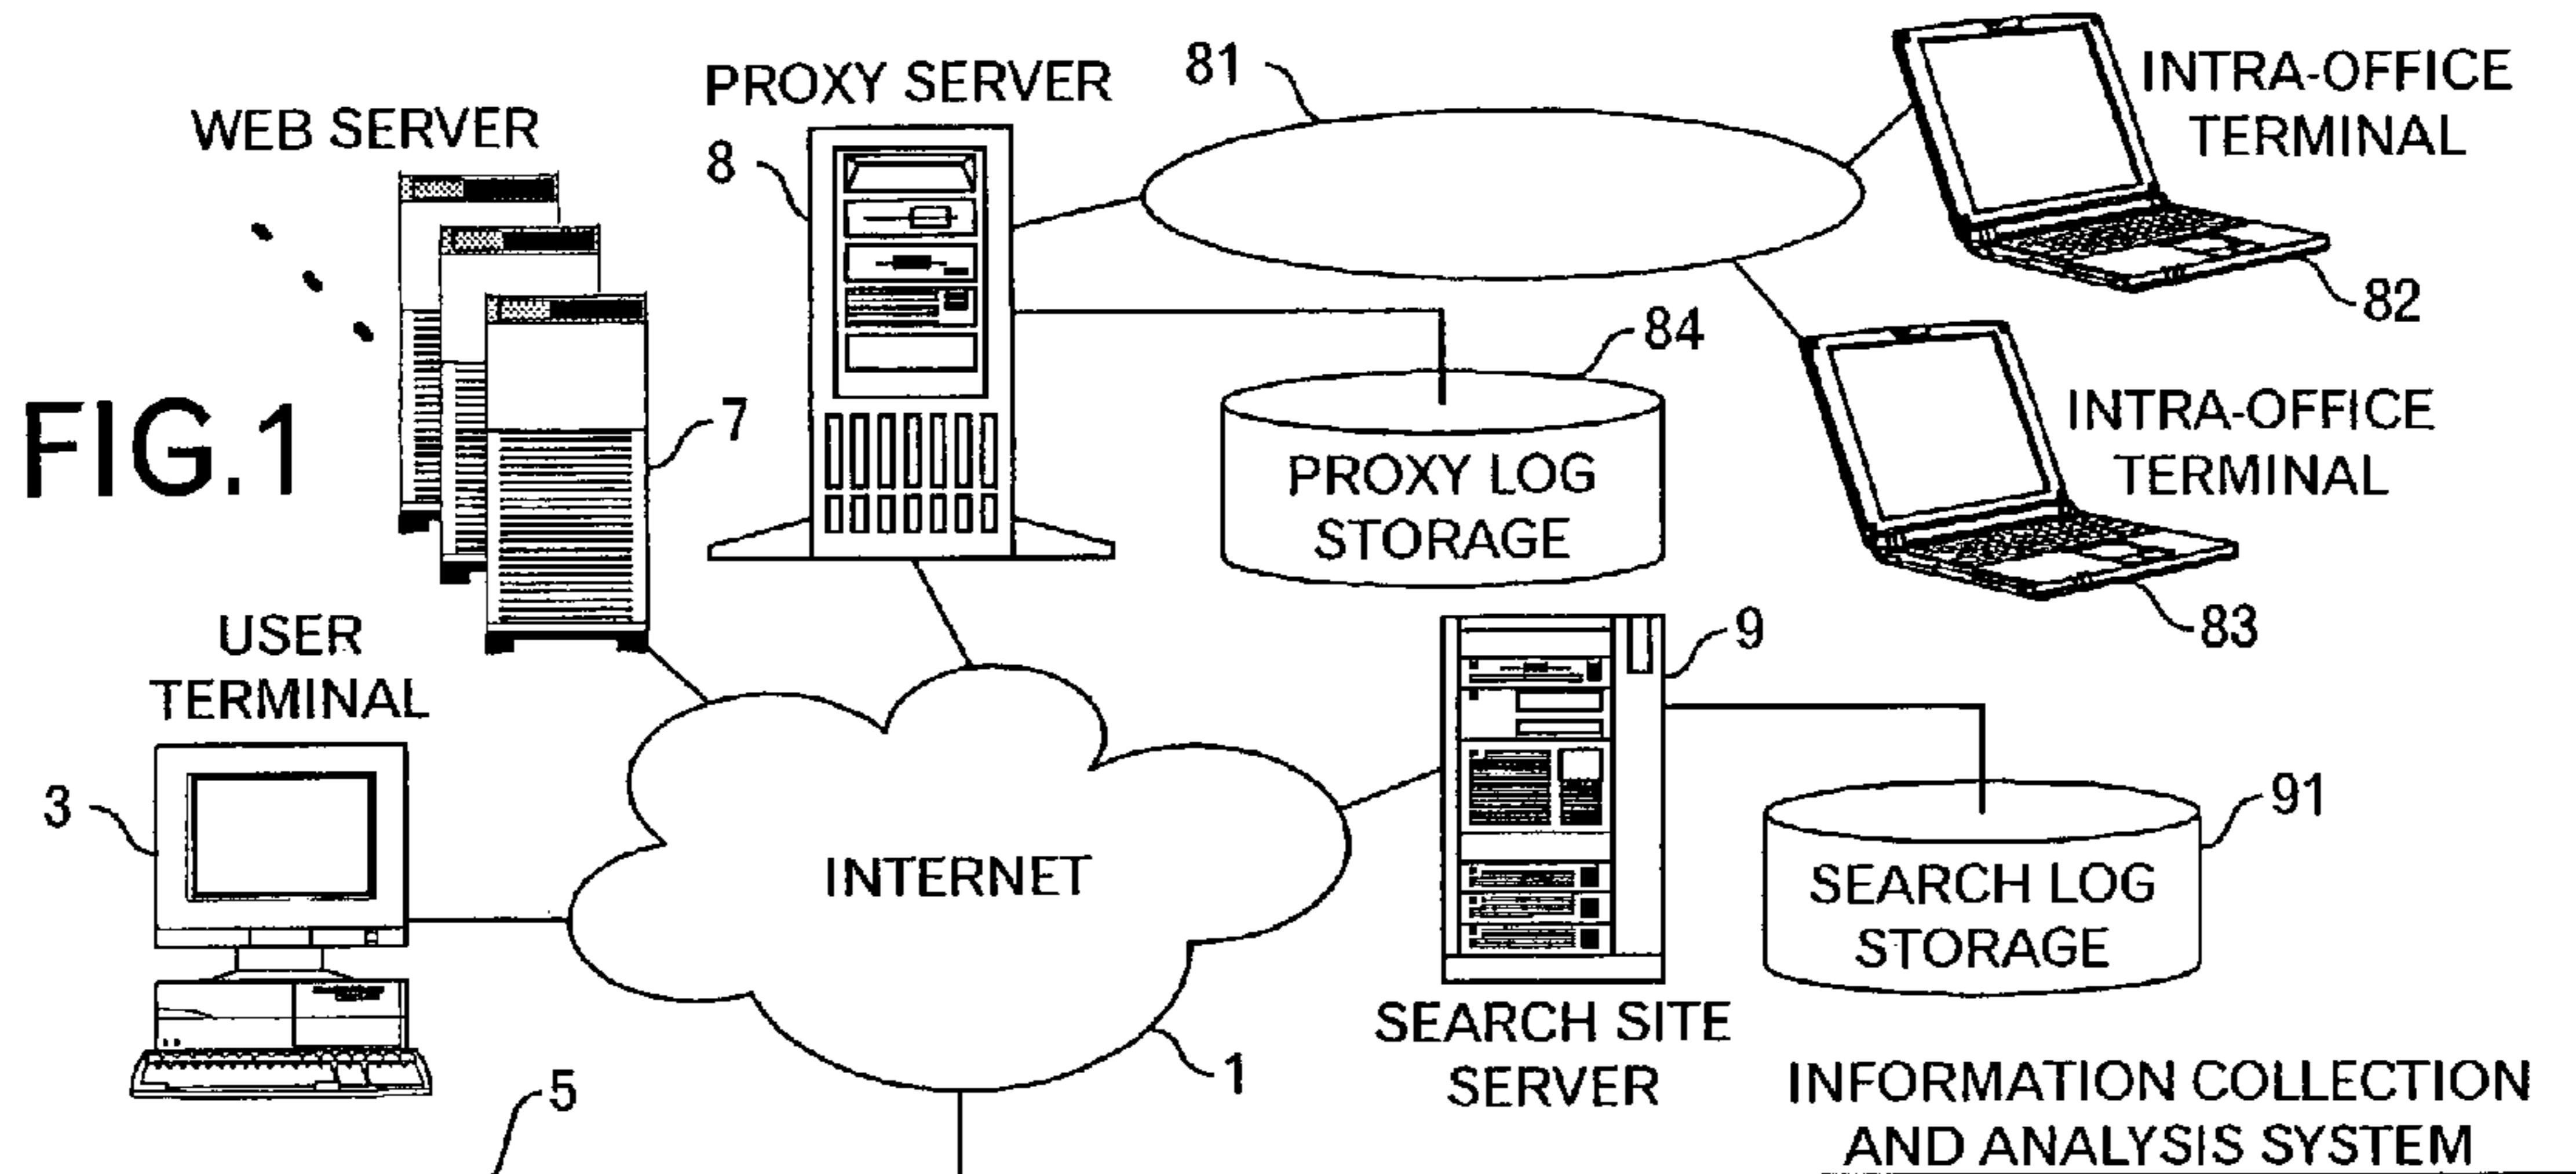 FIG.1
WEB SERVER
7
PROXY SERVER
8
81
INTRA-OFFICE
TERMINAL
82
INTRA-OFFICE
TERMINAL
83
84
PROXY LOG
STORAGE
USER
TERMINAL
3
INTERNET
1
9
SEARCH SITE
SERVER
91
SEARCH LOG
STORAGE
5
INFORMATION COLLECTION
AND ANALYSIS SYSTEM